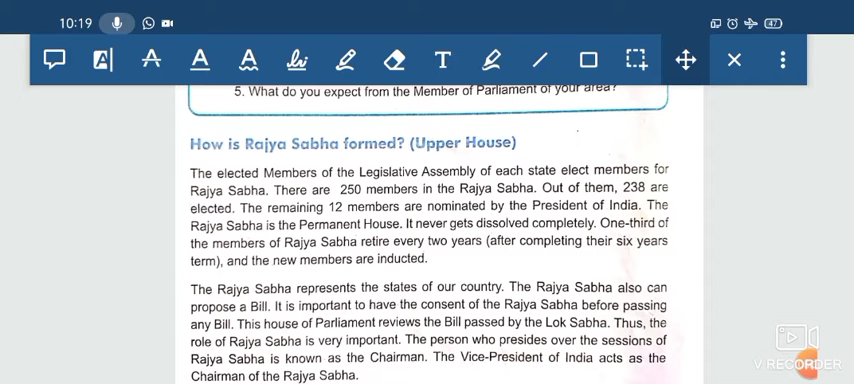 10:19
47
A
A
A
A
T
5. What do you expect from the Member of Parliament of your area?
How is Rajya Sabha formed? (Upper House)
The elected Members of the Legislative Assembly of each state elect members for
Rajya Sabha. There are 250 members in the Rajya Sabha. Out of them, 238 are
elected. The remaining 12 members are nominated by the President of India. The
Rajya Sabha is the Permanent House. It never gets dissolved completely. One-third of
the members of Rajya Sabha retire every two years (after completing their six years
term), and the new members are inducted.
The Rajya Sabha represents the states of our country. The Rajya Sabha also can
propose a Bill. It is important to have the consent of the Rajya Sabha before passing
any Bill. This house of Parliament reviews the Bill passed by the Lok Sabha. Thus, the
role of Rajya Sabha is very important. The person who presides over the sessions of
Rajya Sabha is known as the Chairman. The Vice-President of India acts as the
Chairman of the Rajya Sabha.
V RECORDER